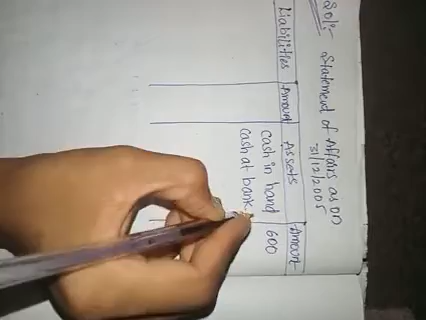 Sol:- Statement of Affairs as on
31/12/2005
Liabilities Amount Assets Amount
Cash in hand 600
Cash at bank